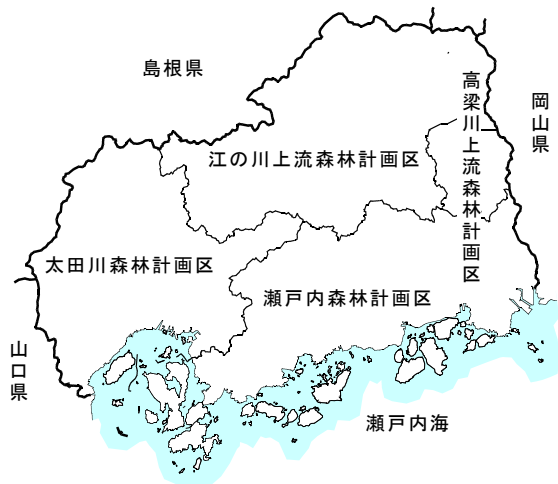 島根県
高梁川上流森林計画区
岡山県
江の川上流森林計画区
太田川森林計画区
瀬戸内森林計画区
山口県
瀬戸内海